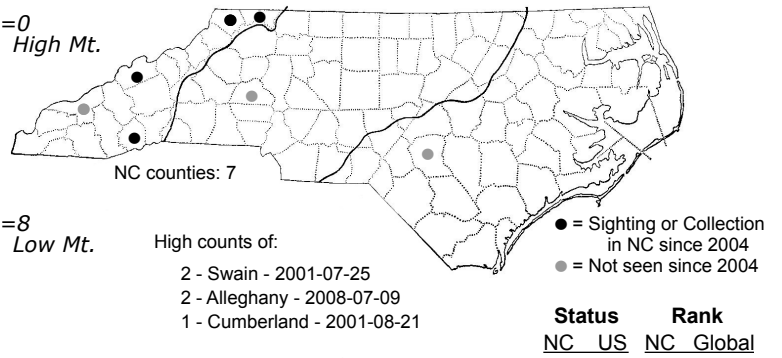 =0
High Mt.
NC counties: 7
=8
Low Mt.
High counts of:
2 - Swain - 2001-07-25
2 - Alleghany - 2008-07-09
1 - Cumberland - 2001-08-21
● = Sighting or Collection
in NC since 2004
● = Not seen since 2004
Status Rank
NC US NC Global